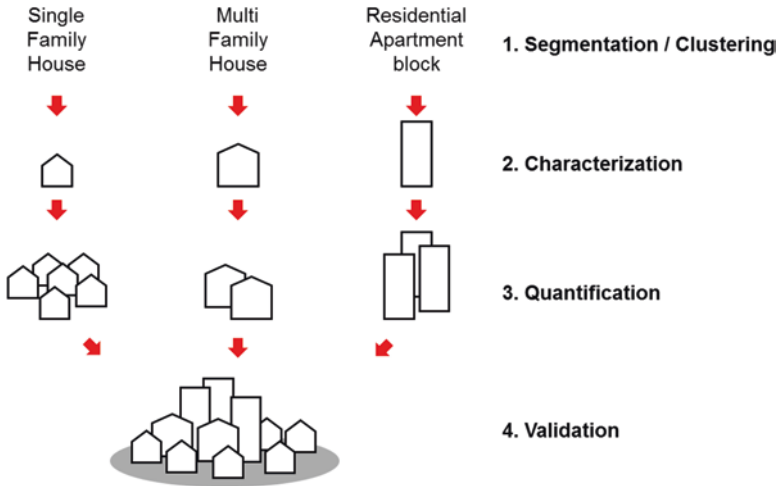 Single
Family
House
Multi
Family
House
Residential
Apartment
block
1. Segmentation / Clustering
2. Characterization
3. Quantification
4. Validation